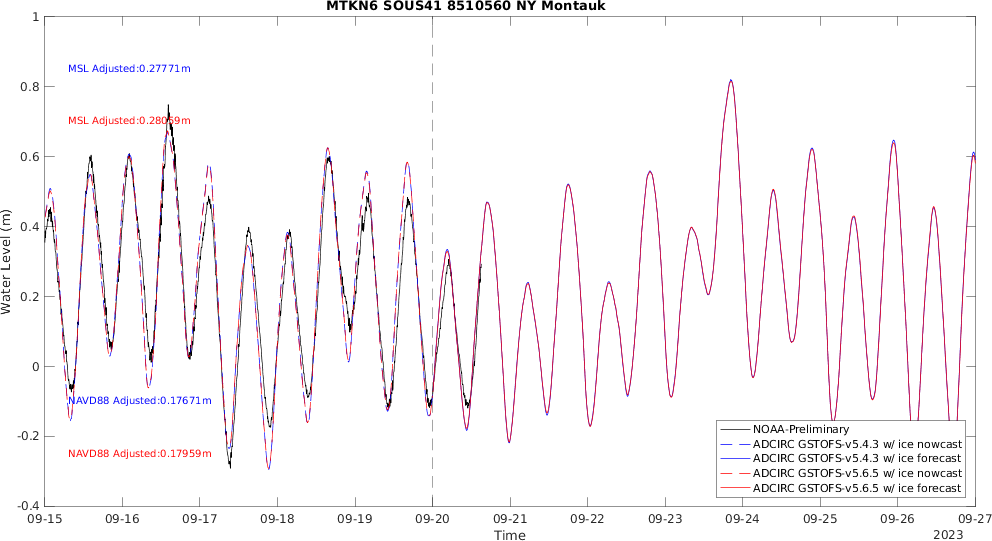 MTKN6 SOUS41 8510560 NY Montauk
1
0.8
0.6
0.4
0.2
0
-0.2
-0.4
Water Level (m)
MSL Adjusted:0.27771m
MSL Adjusted:0.28059m
NAVD88 Adjusted:0.17671m
NAVD88 Adjusted:0.17959m
NOAA-Preliminary
ADCIRC GSTOFS-v5.4.3 w/ ice nowcast
ADCIRC GSTOFS-v5.4.3 w/ ice forecast
ADCIRC GSTOFS-v5.6.5 w/ ice nowcast
ADCIRC GSTOFS-v5.6.5 w/ ice forecast
09-15 09-16 09-17 09-18 09-19 09-20 09-21 09-22 09-23 09-24 09-25 09-26 09-27
Time
2023